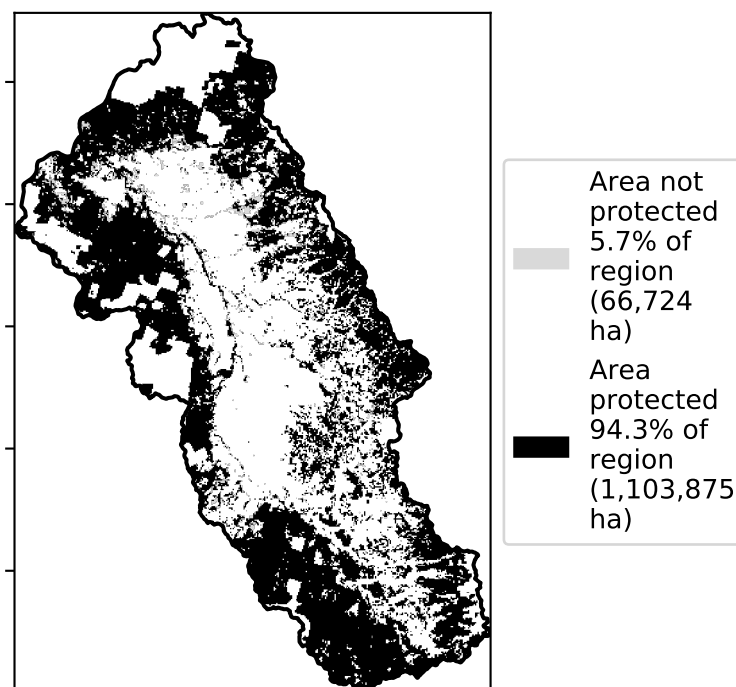 Area not
protected
5.7% of
region
(66,724
ha)
Area
protected
94.3% of
region
(1,103,875
ha)